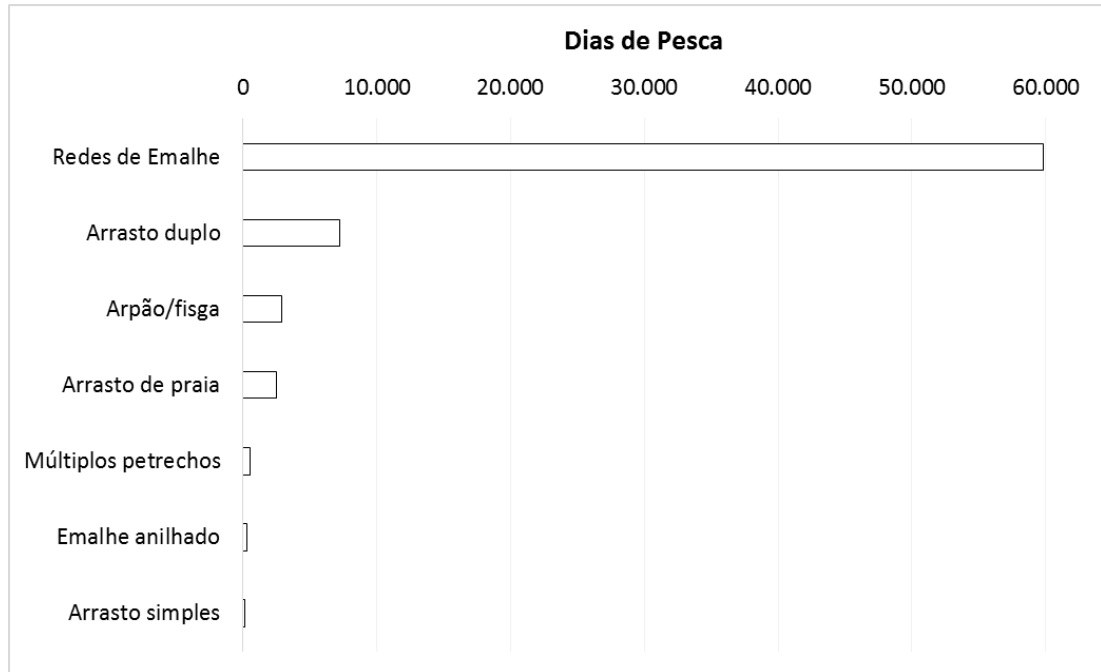 Dias de Pesca
0 10.000 20.000 30.000 40.000 50.000 60.000
Redes de Emalhe
Arrasto duplo
Arpão/fisga
Arrasto de praia
Múltiplos petrechos
Emalhe anilhado
Arrasto simples